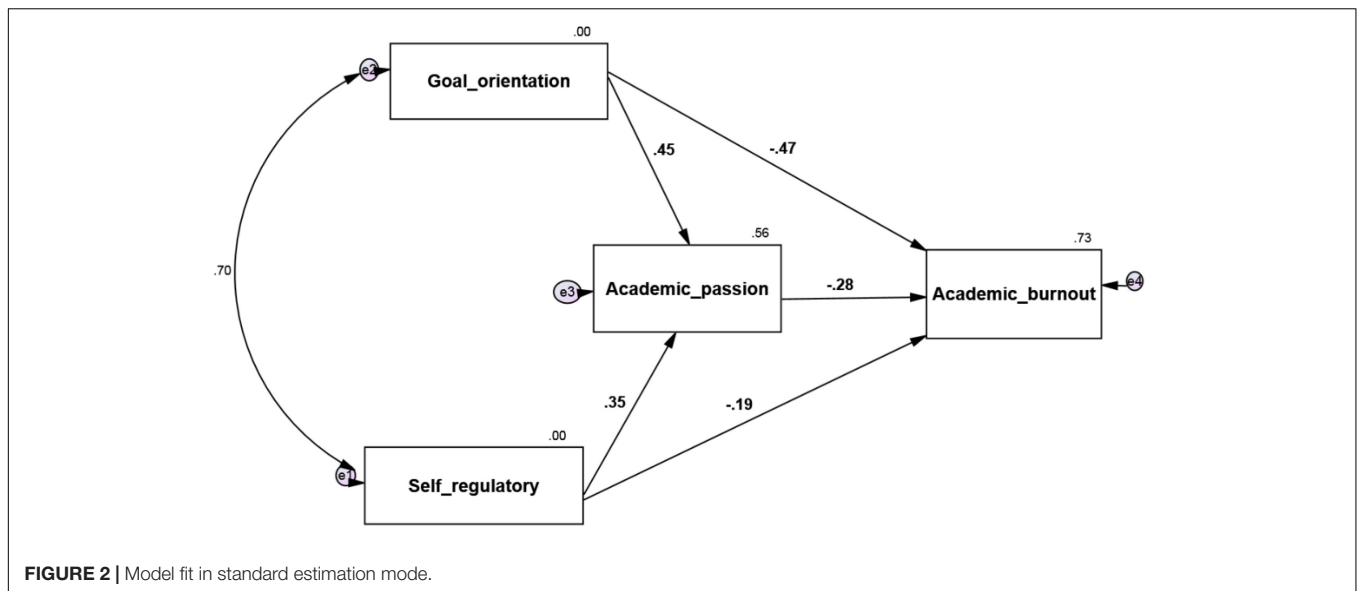 .00
e2
Goal_orientation
.45
-.47
.56
.73
.70
e3
Academic_passion
-.28
Academic_burnout
e4
.35
-.19
.00
e1
Self_regulatory
FIGURE 2 | Model fit in standard estimation mode.